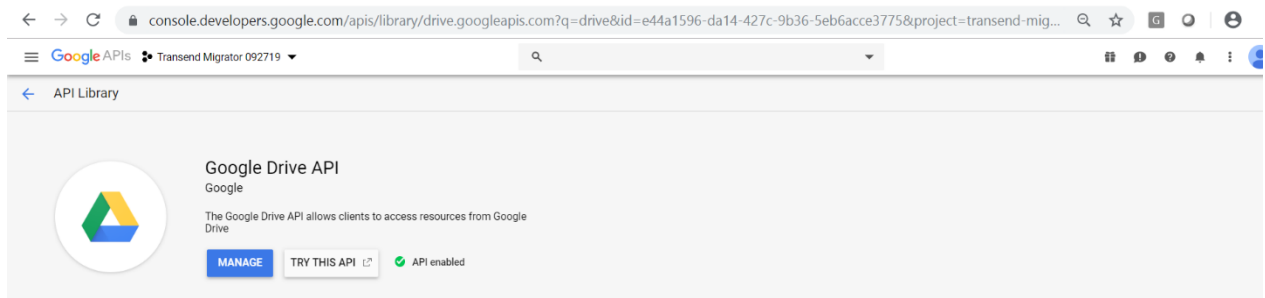 console.developers.google.com/apis/library/drive.googleapis.com?q=drive&id=e44a1596-da14-427c-9b36-5eb6acce3775&project=transend-mig...
G
Google APIs Transend Migrator 092719
API Library
Google Drive API
Google
The Google Drive API allows clients to access resources from Google
Drive
MANAGE TRY THIS API API enabled